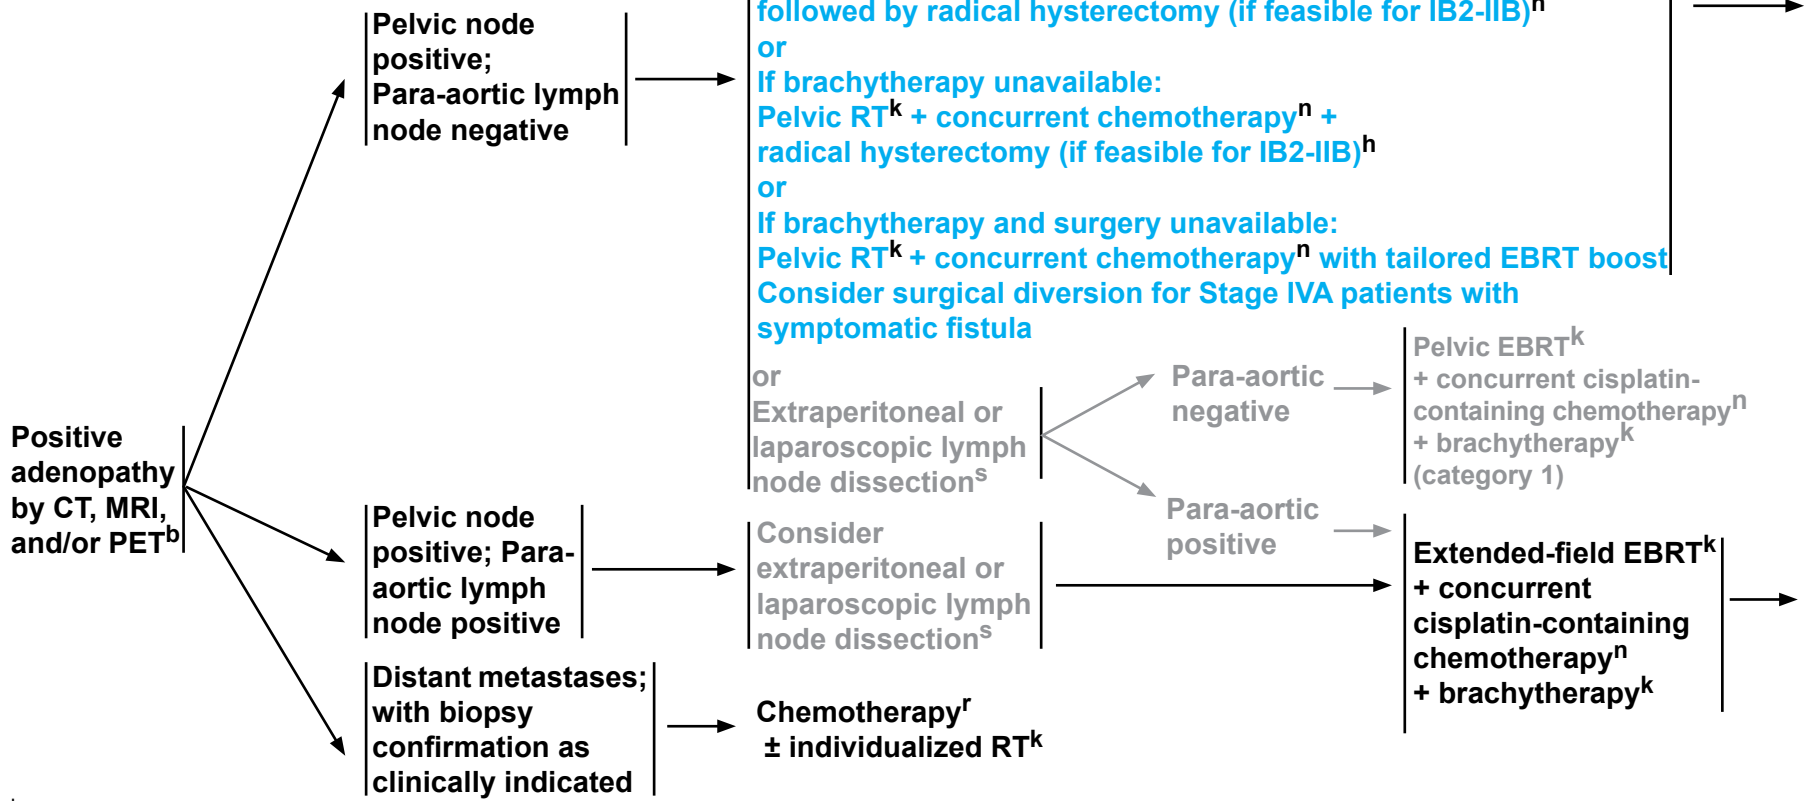 followed by radical hysterectomy (if feasible for IB2-IIB)h
or
If brachytherapy unavailable:
Pelvic RTk + concurrent chemotherapyn +
radical hysterectomy (if feasible for IB2-IIB)h
or
If brachytherapy and surgery unavailable:
Pelvic RTk + concurrent chemotherapyn with tailored EBRT boost
Consider surgical diversion for Stage IVA patients with
symptomatic fistula
or
Extraperitoneal or
laparoscopic lymph
node dissections
Pelvic node
positive;
Para-aortic lymph
node negative
Para-aortic
negative
Pelvic EBRTk
+ concurrent cisplatin-
containing chemotherapyn
+ brachytherapyk
(category 1)
Para-aortic
positive
Positive
adenopathy
by CT, MRI,
and/or PETb
Pelvic node
positive; Para-
aortic lymph
node positive
Consider
extraperitoneal or
laparoscopic lymph
node dissections
Extended-field EBRTk
+ concurrent
cisplatin-containing
chemotherapyn
+ brachytherapyk
Distant metastases;
with biopsy
confirmation as
clinically indicated
Chemotherapyr
± individualized RTk